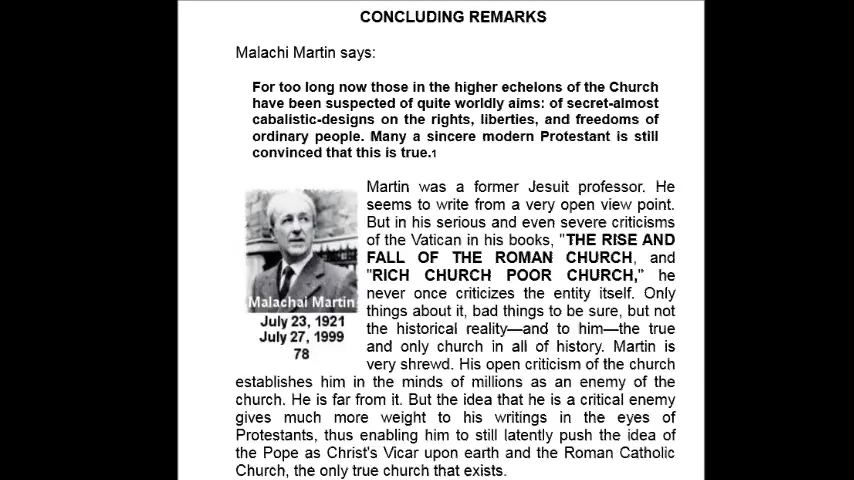 CONCLUDING REMARKS
Malachi Martin says:
For too long now those in the higher echelons of the Church
have been suspected of quite worldly aims: of secret-almost
cabalistic-designs on the rights, liberties, and freedoms of
ordinary people. Many a sincere modern Protestant is still
convinced that this is true.1
Martin was a former Jesuit professor. He
seems to write from a very open view point.
But in his serious and even severe criticisms
of the Vatican in his books, "THE RISE AND
FALL OF THE ROMAN CHURCH, and
"RICH CHURCH POOR CHURCH," he
never once criticizes the entity itself. Only
things about it, bad things to be sure, but not
the historical reality—and to him—the true
and only church in all of history. Martin is
very shrewd. His open criticism of the church
Malachai Martin
July 23, 1921
July 27, 1999
78
establishes him in the minds of millions as an enemy of the
church. He is far from it. But the idea that he is a critical enemy
gives much more weight to his writings in the eyes of
Protestants, thus enabling him to still latently push the idea of
the Pope as Christ's Vicar upon earth and the Roman Catholic
Church, the only true church that exists.